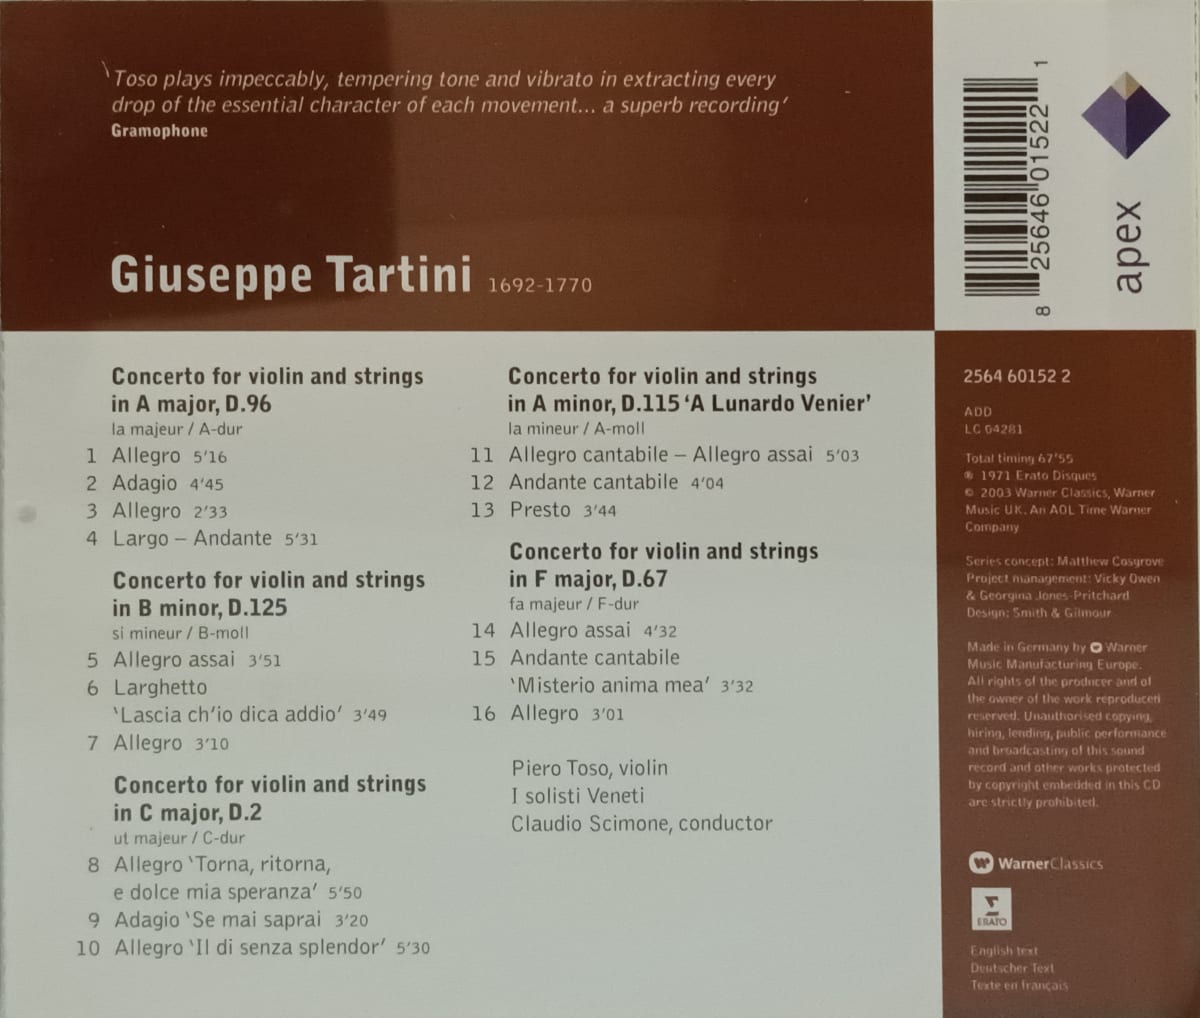 ‘Toso plays impeccably, tempering tone and vibrato in extracting every
drop of the essential character of each movement... a superb recording’
Gramophone
Giuseppe Tartini 1692-1770
Concerto for violin and strings
in A major, D.96
la majeur / A-dur
1 Allegro 5’16
2 Adagio 4’45
3 Allegro 2’33
4 Largo – Andante 5’31
Concerto for violin and strings
in B minor, D.125
si mineur / B-moll
5 Allegro assai 3’51
6 Larghetto
‘Lascia ch’io dica addio’ 3’49
7 Allegro 3’10
Concerto for violin and strings
in C major, D.2
ut majeur / C-dur
8 Allegro ‘Torna, ritorna,
e dolce mia speranza’ 5’50
9 Adagio ‘Se mai saprai 3’20
10 Allegro ‘Il di senza splendor’ 5’30
Concerto for violin and strings
in A minor, D.115 ‘A Lunardo Venier’
la mineur / A-moll
11 Allegro cantabile – Allegro assai 5’03
12 Andante cantabile 4’04
13 Presto 3’44
Concerto for violin and strings
in F major, D.67
fa majeur / F-dur
14 Allegro assai 4’32
15 Andante cantabile
‘Misterio anima mea’ 3’32
16 Allegro 3’01
Piero Toso, violin
I solisti Veneti
Claudio Scimone, conductor
8 25646 01522 1
apex
2564 60152 2
ADD
LC 04281
Total timing 67’55
℗ 1971 Erato Disques
© 2003 Warner Classics, Warner
Music UK. An AOL Time Warner
Company
Series concept: Matthew Cosgrove
Project management: Vicky Owen
& Georgina Jones-Pritchard
Design: Smith & Gilmour
Made in Germany by Warner
Music Manufacturing Europe.
All rights of the producer and of
the owner of the work reproduced
reserved. Unauthorised copying,
hiring, lending, public performance
and broadcasting of this sound
record and other works protected
by copyright embedded in this CD
are strictly prohibited.
WarnerClassics
ERATO
English text
Deutscher Text
Texte en français